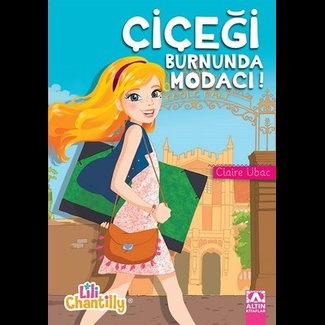 ÇİÇEĞİ
BURNUNDA
MODACI!
Claire Ubac
Lili
Chantilly
ALTIN
KİTAPLAR